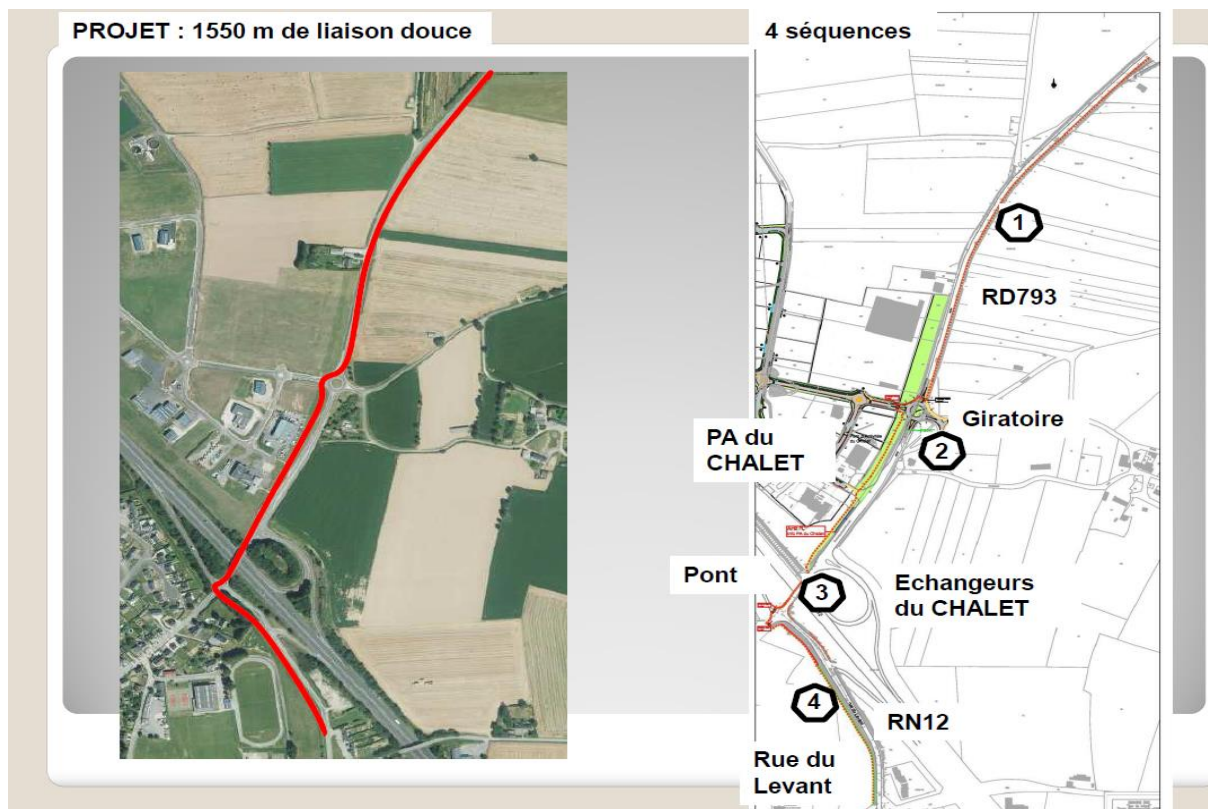 PROJET : 1550 m de liaison douce
4 séquences
1
RD793
Giratoire
PA du
CHALET
2
Pont
3
Echangeurs
du CHALET
4
RN12
Rue du
Levant